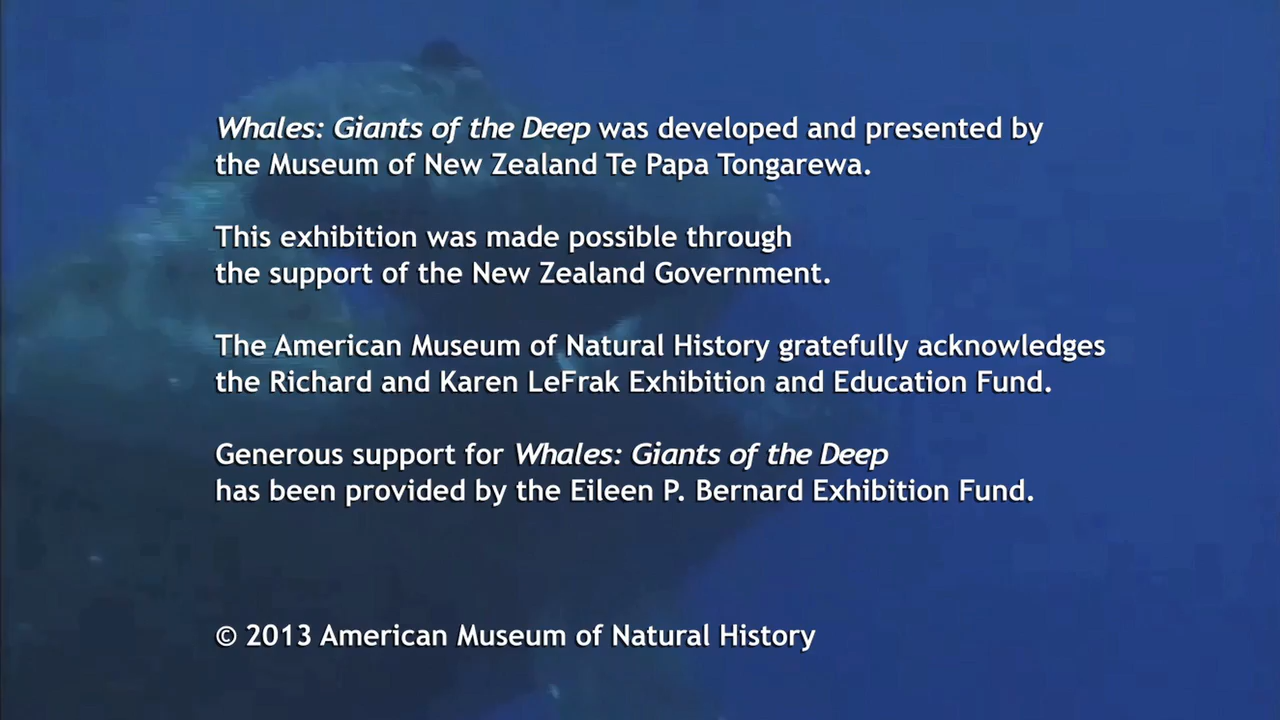 Whales: Giants of the Deep was developed and presented by
the Museum of New Zealand Te Papa Tongarewa.
This exhibition was made possible through
the support of the New Zealand Government.
The American Museum of Natural History gratefully acknowledges
the Richard and Karen LeFrak Exhibition and Education Fund.
Generous support for Whales: Giants of the Deep
has been provided by the Eileen P. Bernard Exhibition Fund.
© 2013 American Museum of Natural History